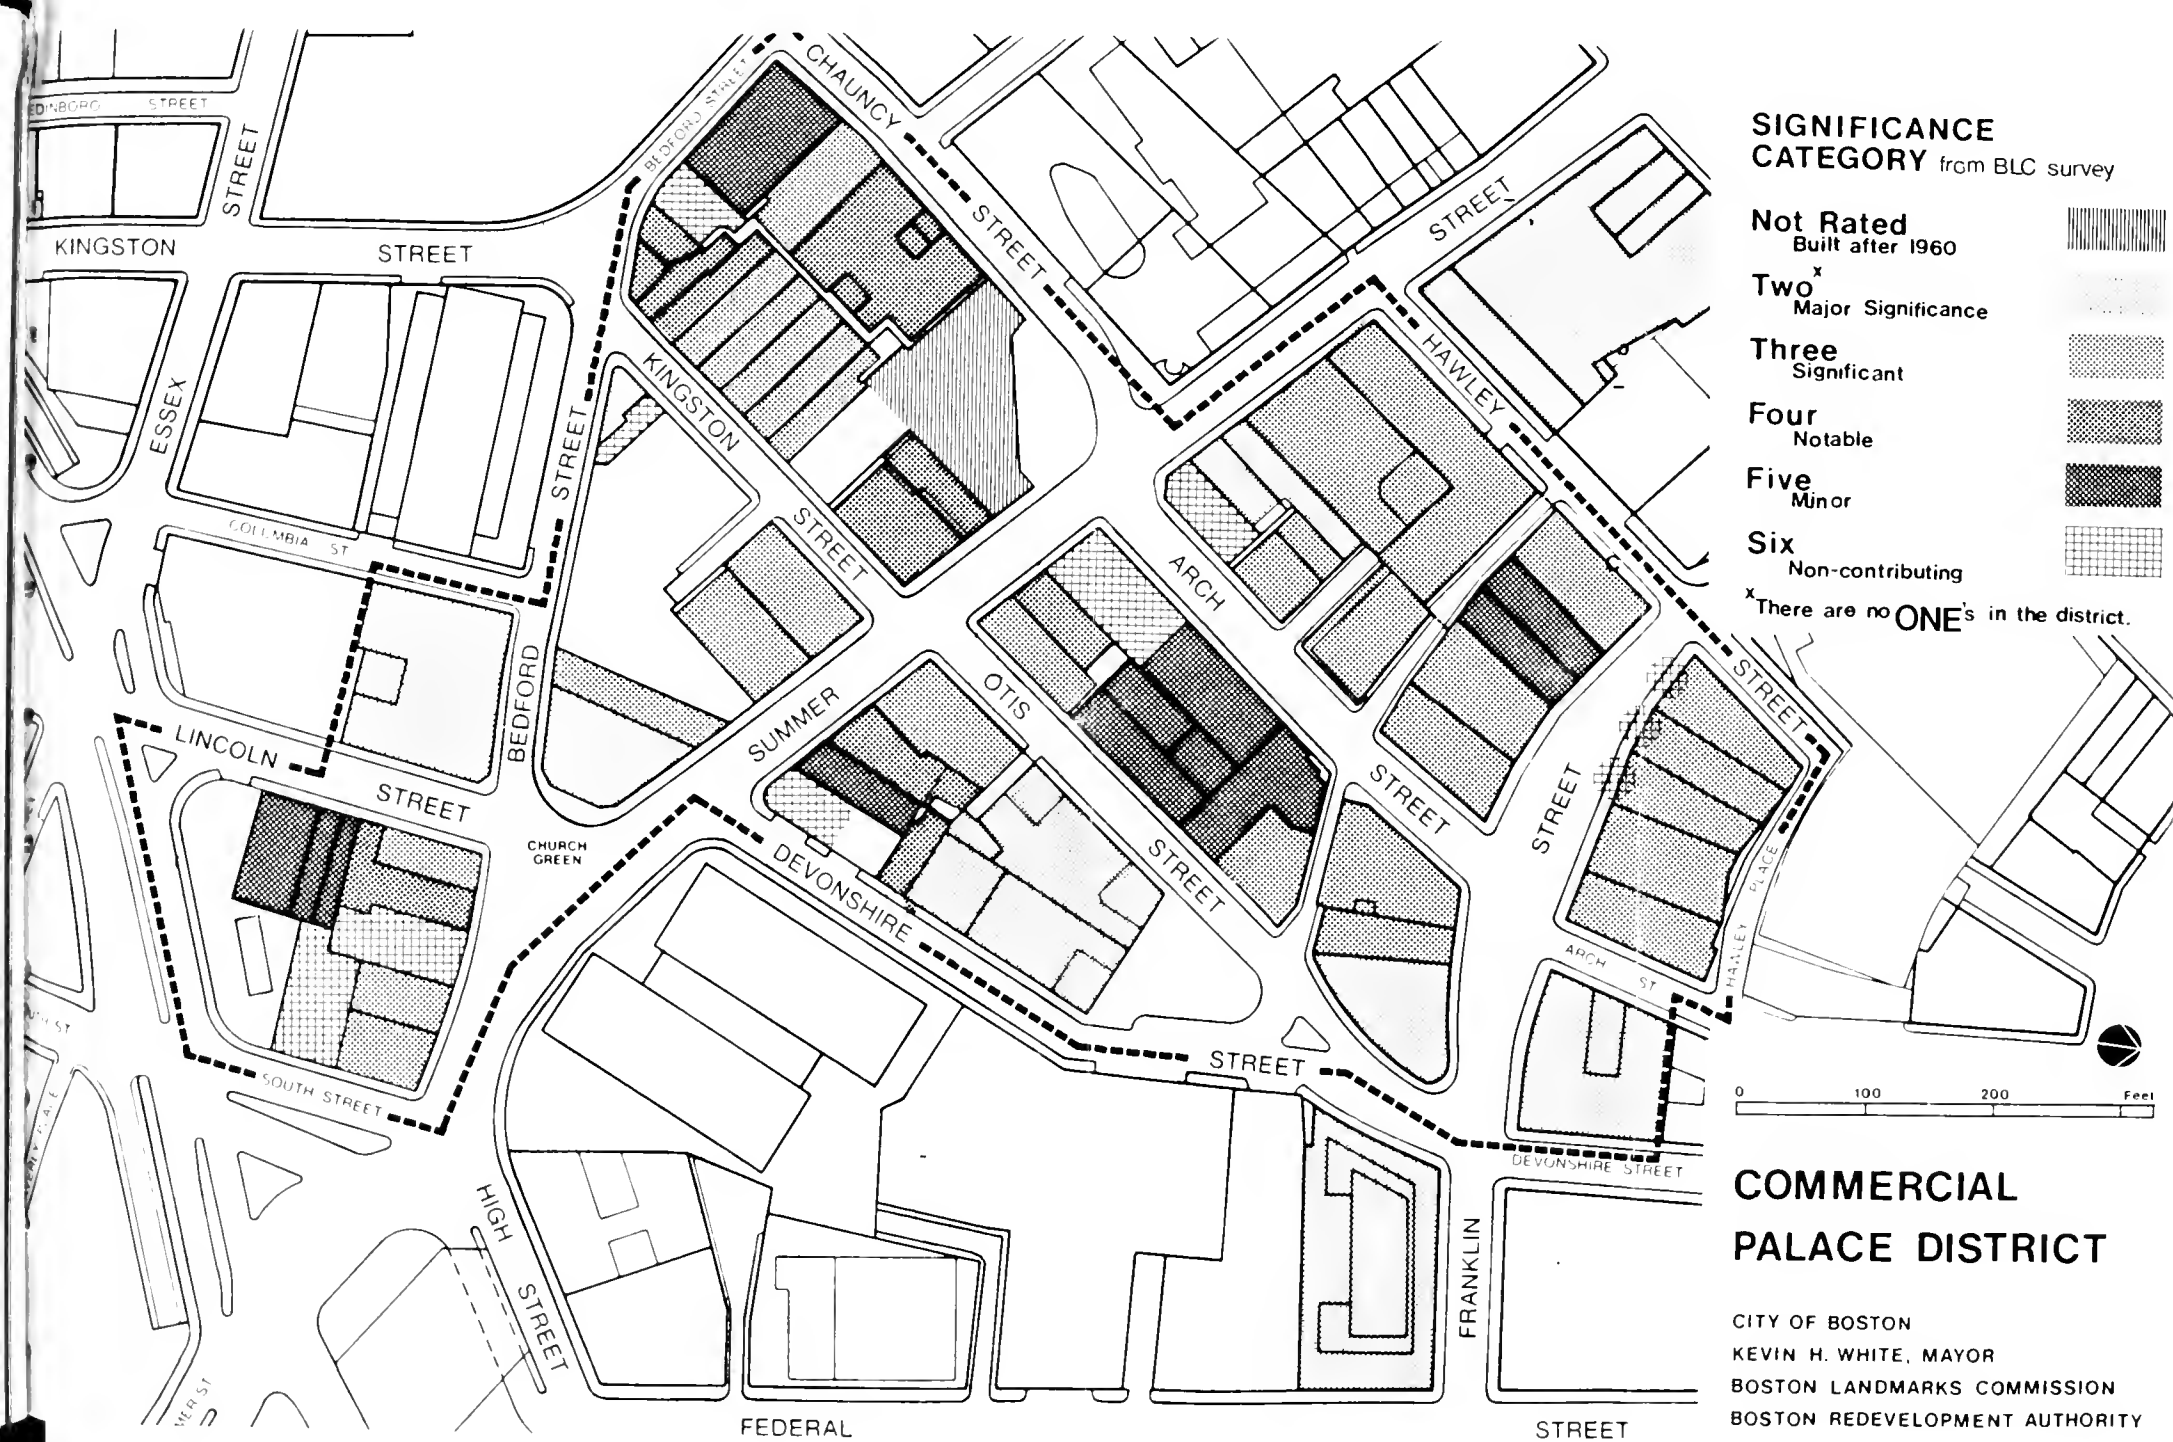 SIGNIFICANCE
CATEGORY from BLC survey
Not Rated
Built after 1960
Two x
Major Significance
Three
Significant
Four
Notable
Five
Minor
Six
Non-contributing
x There are no ONE's in the district.
0 100 200 Feet
COMMERCIAL
PALACE DISTRICT
CITY OF BOSTON
KEVIN H. WHITE, MAYOR
BOSTON LANDMARKS COMMISSION
BOSTON REDEVELOPMENT AUTHORITY
EDINBORO STREET
STREET
ESSEX
KINGSTON STREET
BEDFORD STREET
CHAUNCY
STREET
STREET
HAWLEY
STREET
KINGSTON
STREET
STREET
BEDFORD
COLUMBIA ST
LINCOLN
STREET
CHURCH
GREEN
SUMMER
OTIS
STREET
ARCH
STREET
STREET
DEVONSHIRE
STREET
ARCH ST
HAWLEY PLACE
DEVONSHIRE STREET
SOUTH STREET
HIGH
STREET
FRANKLIN
FEDERAL STREET